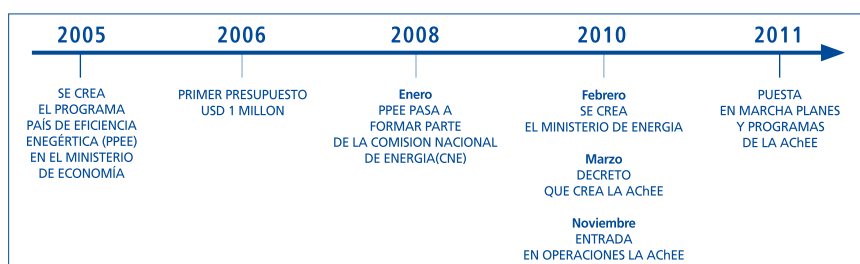 2005
SE CREA
EL PROGRAMA
PAÍS DE EFICIENCIA
ENEGÉRTICA (PPEE)
EN EL MINISTERIO
DE ECONOMÍA
2006
PRIMER PRESUPUESTO
USD 1 MILLON
2008
Enero
PPEE PASA A
FORMAR PARTE
DE LA COMISION NACIONAL
DE ENERGIA(CNE)
2010
Febrero
SE CREA
EL MINISTERIO DE ENERGIA
Marzo
DECRETO
QUE CREA LA AChEE
Noviembre
ENTRADA
EN OPERACIONES LA AChEE
2011
PUESTA
EN MARCHA PLANES
Y PROGRAMAS
DE LA AChEE